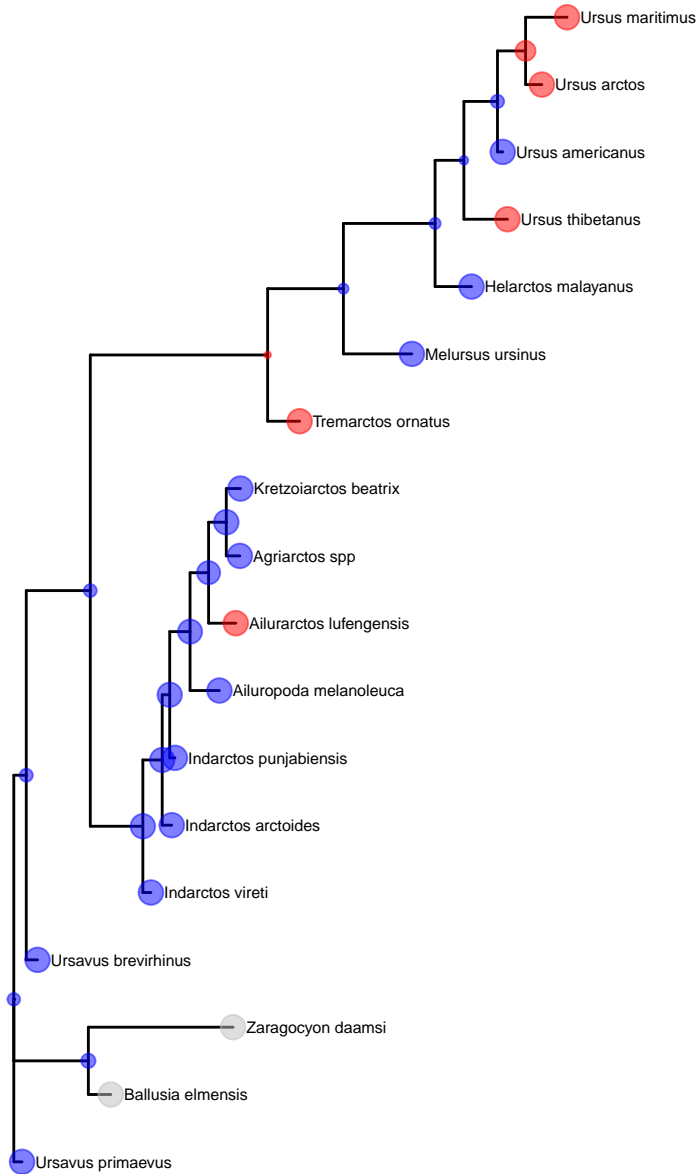 Ursus maritimus
Ursus arctos
Ursus americanus
Ursus thibetanus
Helarctos malayanus
Melursus ursinus
Tremarctos ornatus
Kretzoiarctos beatrix
Agriarctos spp
Ailurarctos lufengensis
Ailuropoda melanoleuca
Indarctos punjabiensis
Indarctos arctoides
Indarctos vireti
Ursavus brevirhinus
Zaragocyon daamsi
Ballusia elmensis
Ursavus primaevus